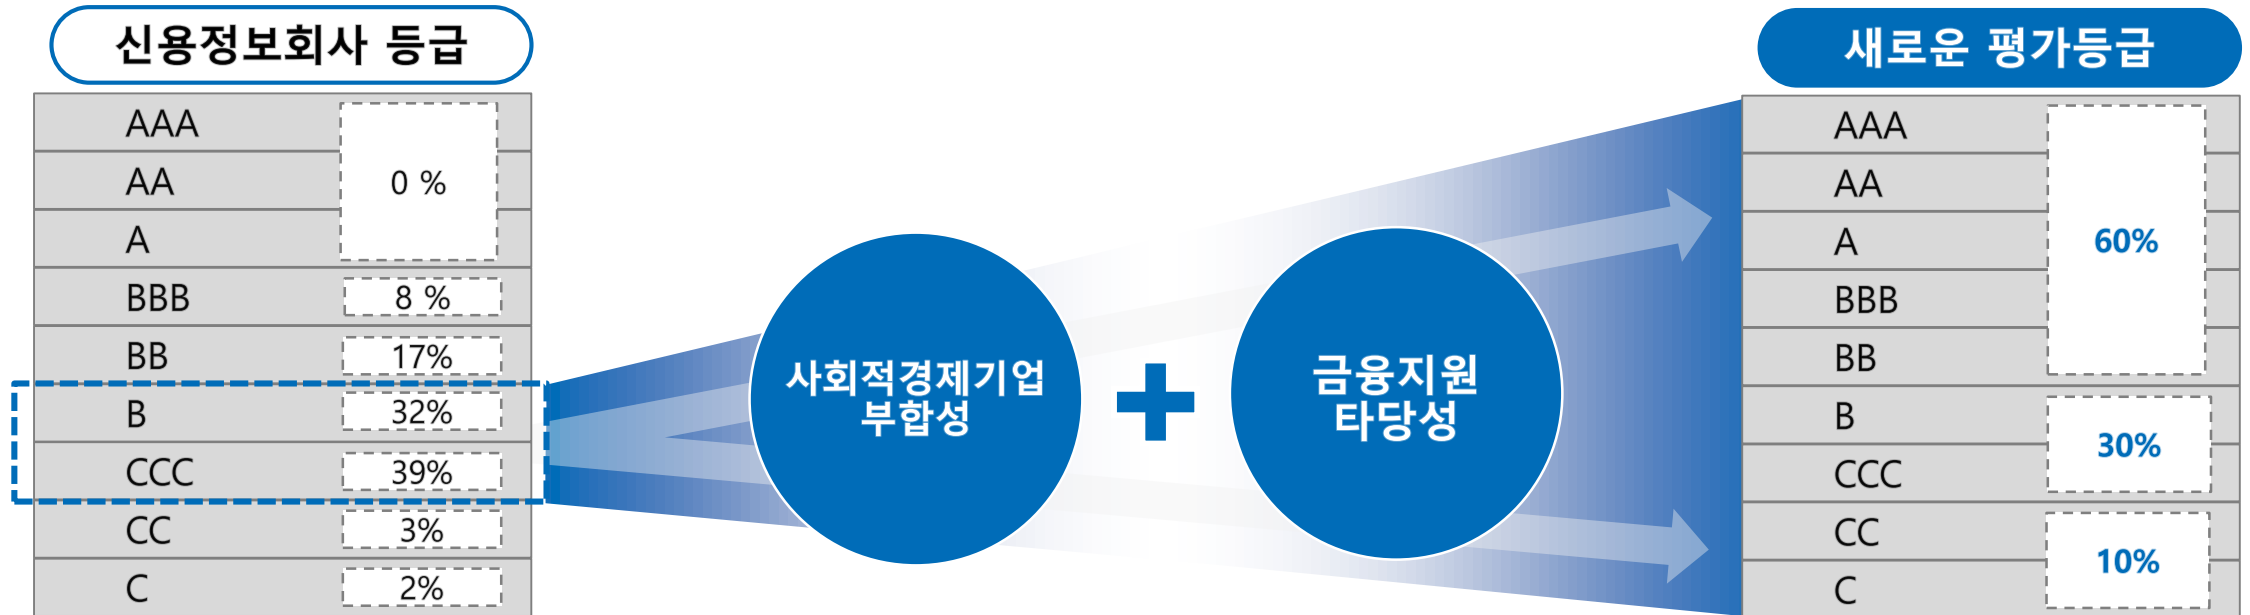 신용정보회사 등급
AAA
AA
0 %
A
BBB
8 %
BB
17%
B
32%
CCC
39%
CC
3%
C
2%
사회적경제기업
부합성
금융지원
타당성
새로운 평가등급
AAA
AA
A
60%
BBB
BB
B
30%
CCC
CC
10%
C